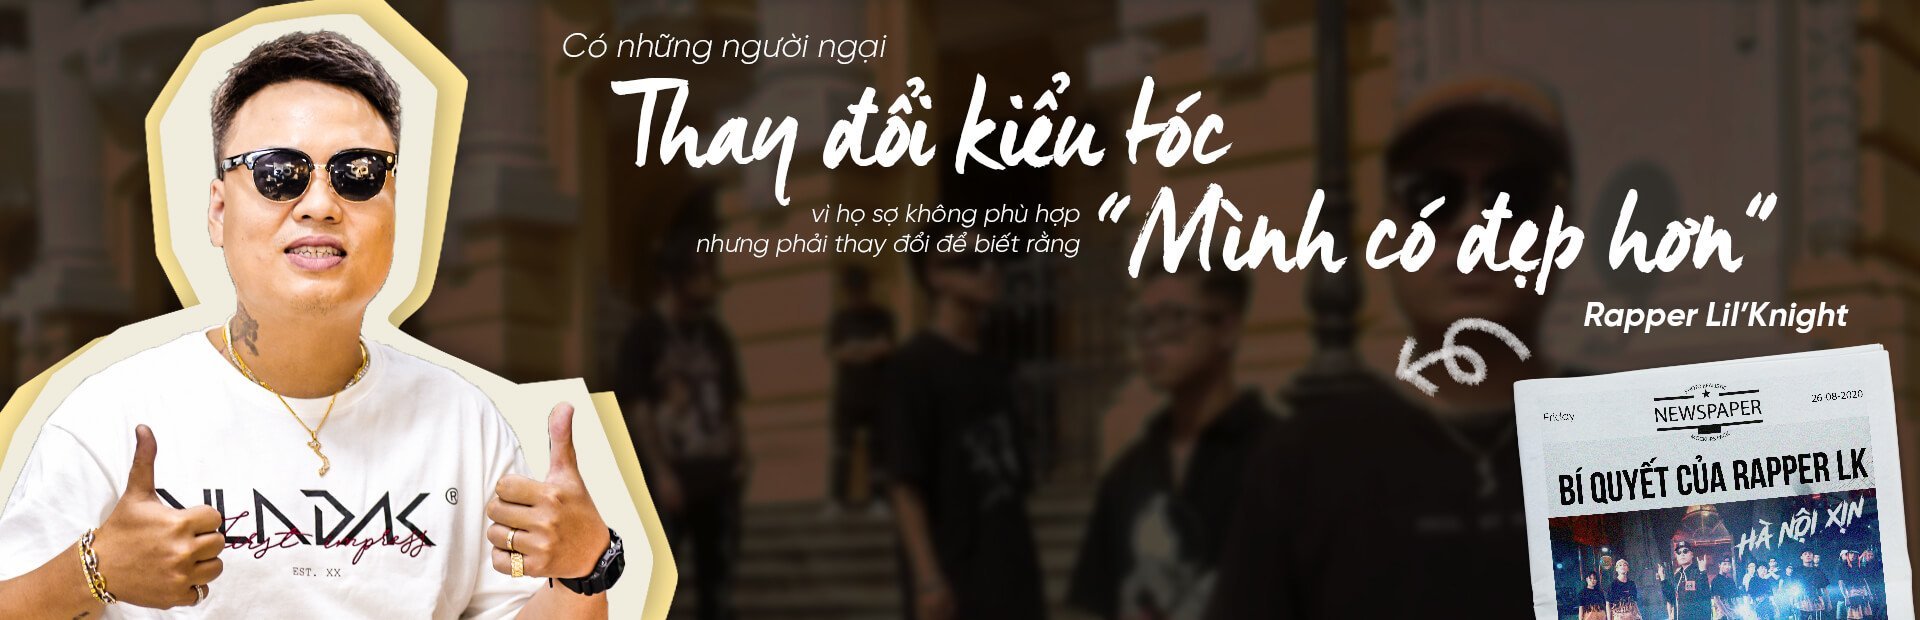 Có những người ngại
Thay đổi kiểu tóc
vì họ sợ không phù hợp
nhưng phải thay đổi để biết rằng
“Mình có đẹp hơn“
Rapper Lil’Knight
Friday
NEWSPAPER
26-08-2020
BÍ QUYẾT CỦA RAPPER LK
HÀ NỘI XỊN
®
EST. XX